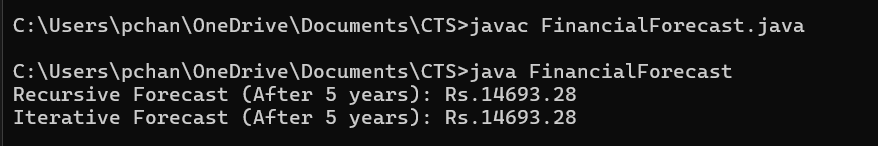 C:\Users\pchan\OneDrive\Documents\CTS>javac FinancialForecast.java
C:\Users\pchan\OneDrive\Documents\CTS>java FinancialForecast
Recursive Forecast (After 5 years): Rs.14693.28
Iterative Forecast (After 5 years): Rs.14693.28